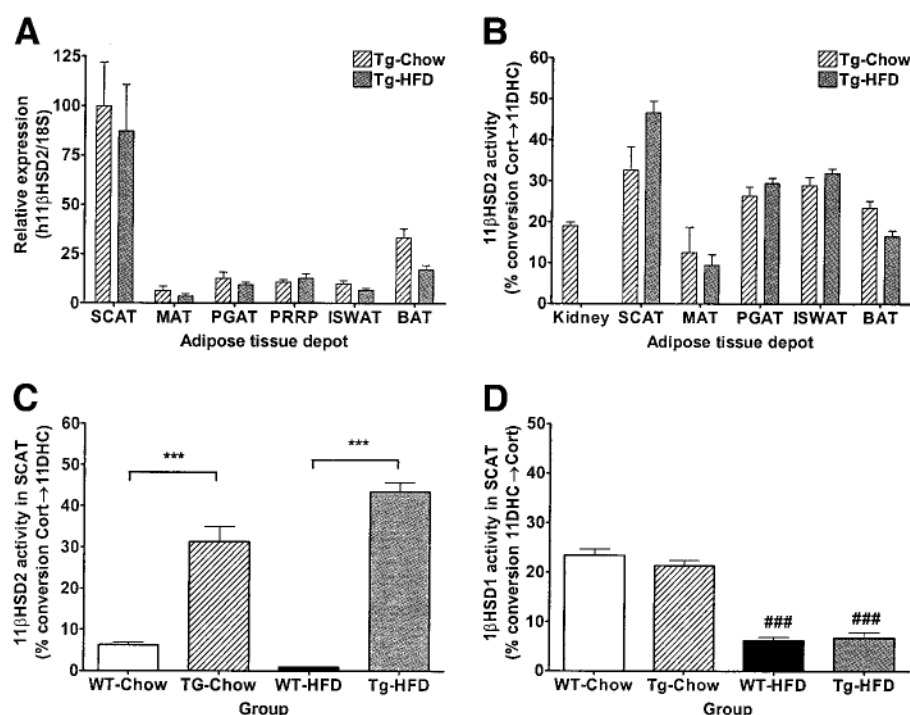 A
125
100
75
50
25
0
Relative expression
(h11βHSD2/18S)
Tg-Chow
Tg-HFD
SCAT MAT PGAT PRRP ISWAT BAT
Adipose tissue depot
B
60
50
40
30
20
10
0
11βHSD2 activity
(% conversion Cort→11DHC)
Tg-Chow
Tg-HFD
Kidney SCAT MAT PGAT ISWAT BAT
Adipose tissue depot
C
60
50
40
30
20
10
0
11βHSD2 activity in SCAT
(% conversion Cort→11DHC)
***
***
WT-Chow TG-Chow WT-HFD Tg-HFD
Group
D
50
40
30
20
10
0
1βHSD1 activity in SCAT
(% conversion 11DHC→Cort)
###
###
WT-Chow Tg-Chow WT-HFD Tg-HFD
Group